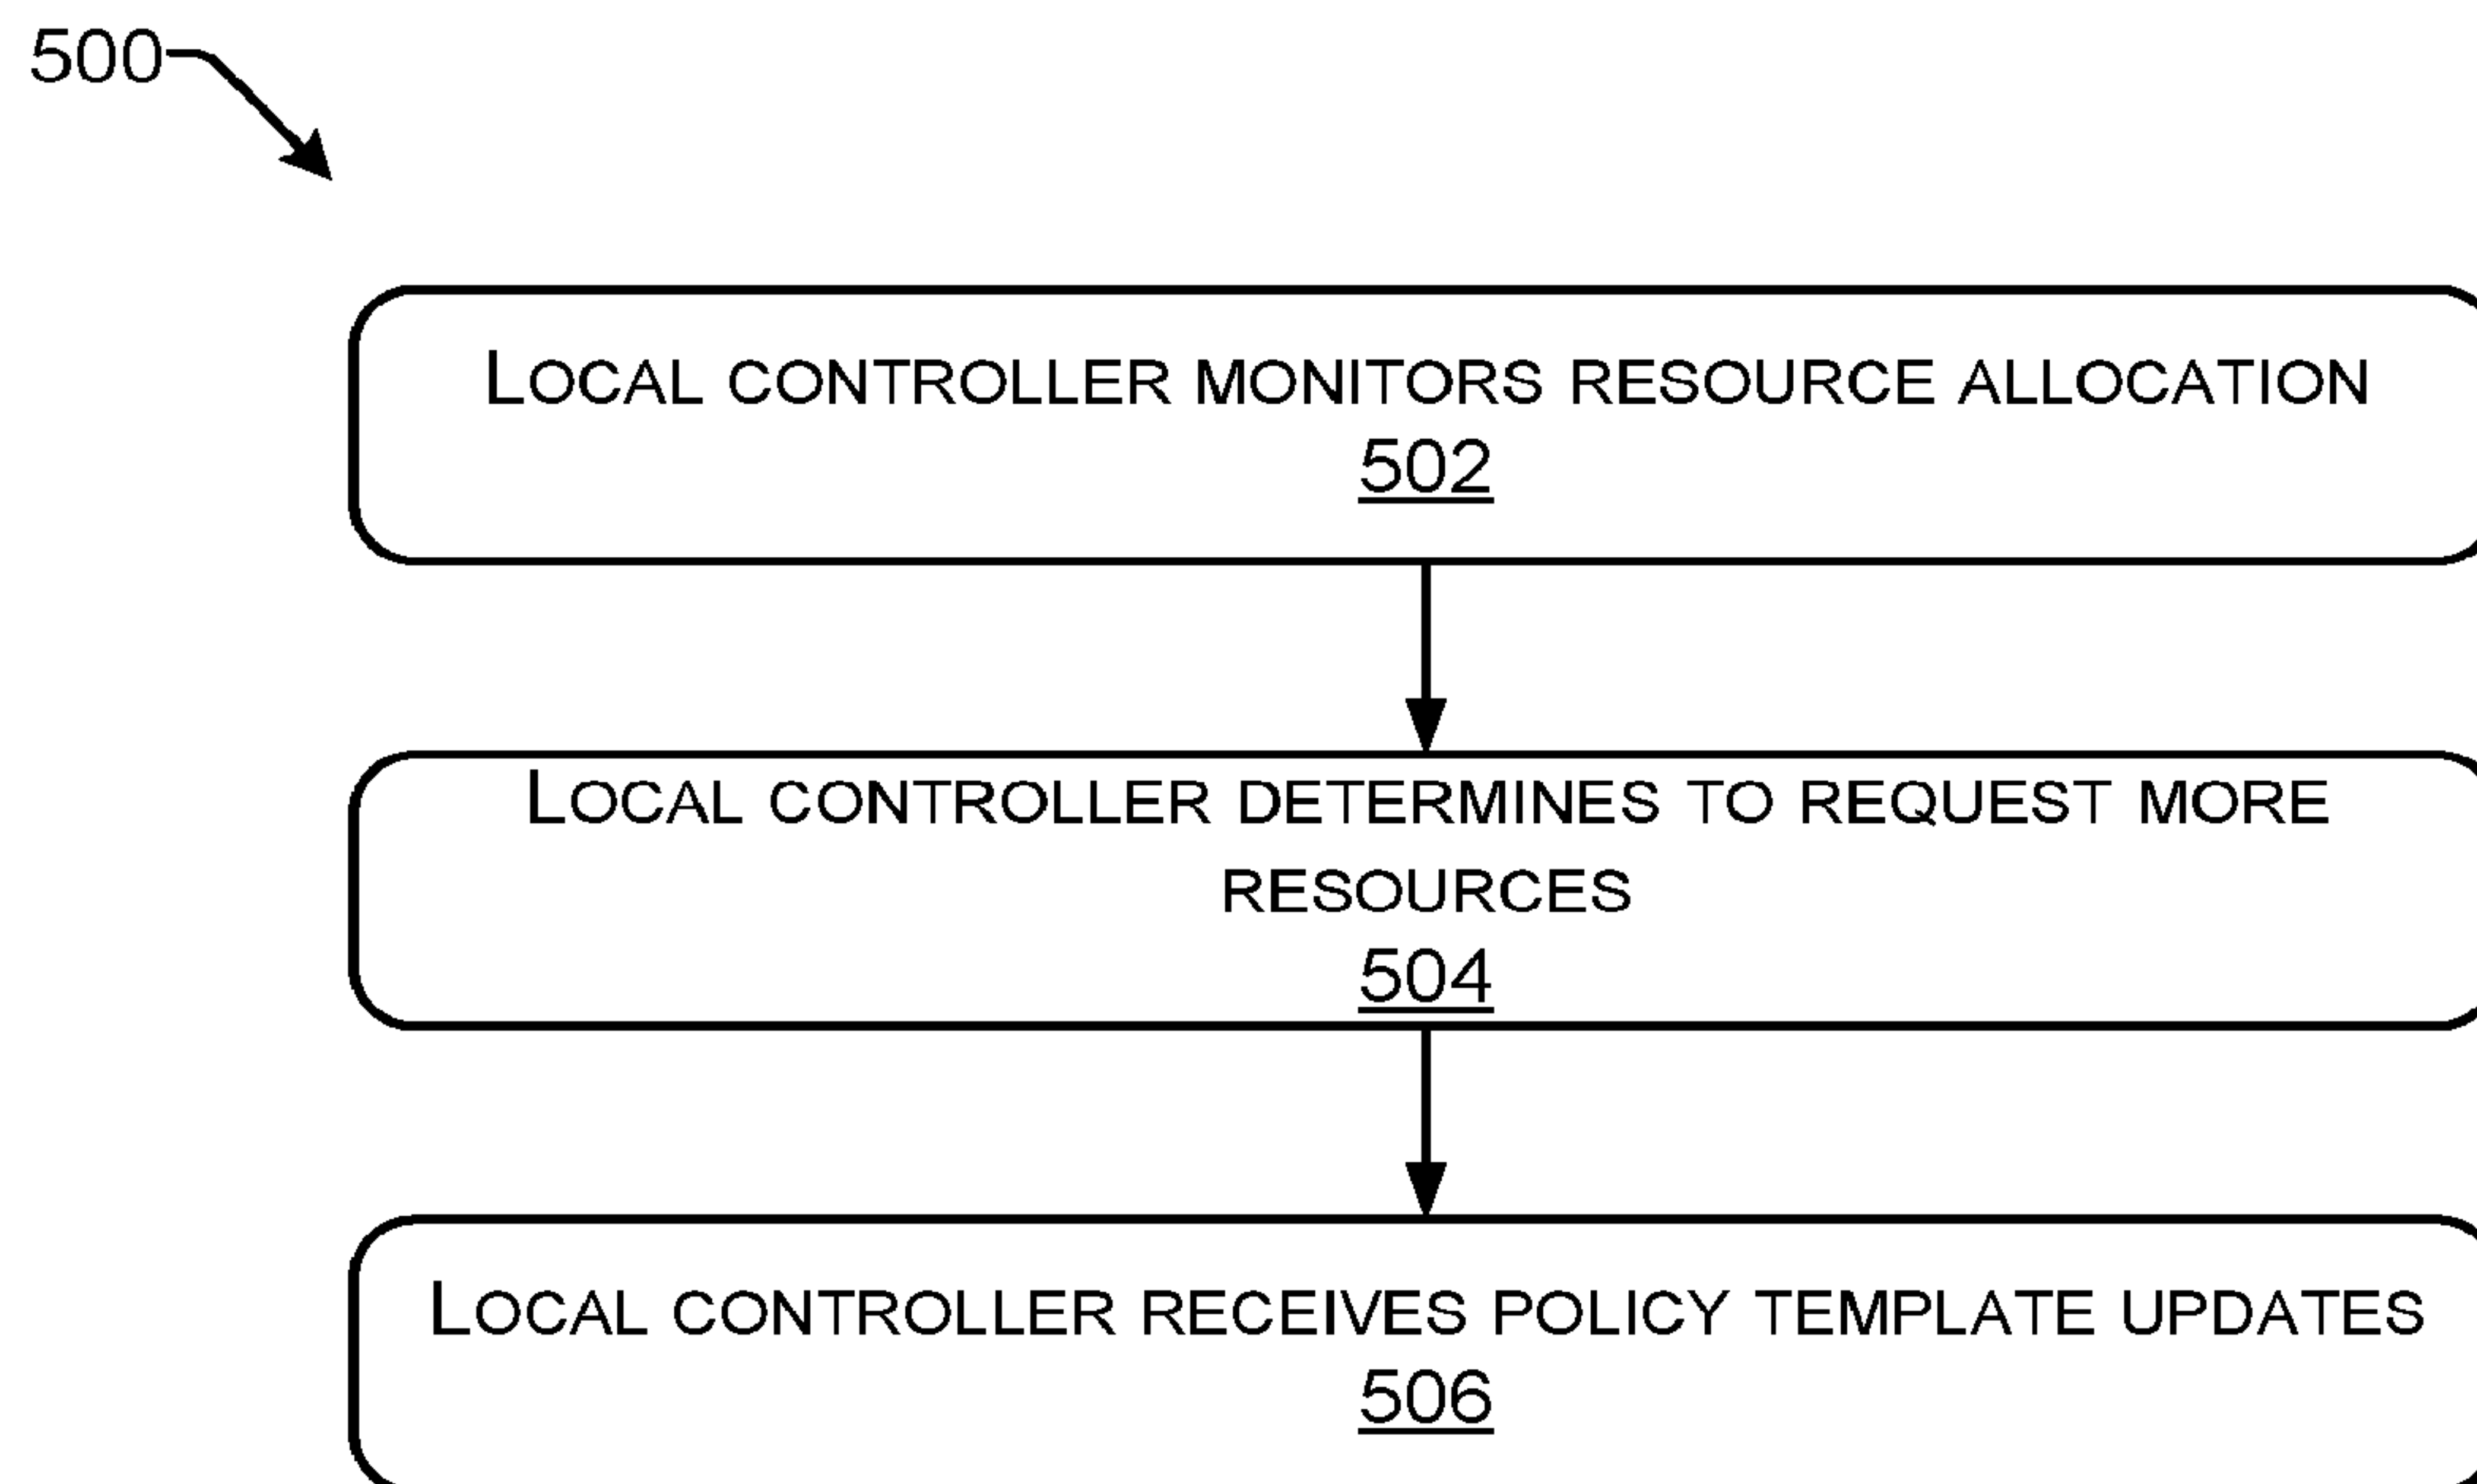 500
LOCAL CONTROLLER MONITORS RESOURCE ALLOCATION
502
LOCAL CONTROLLER DETERMINES TO REQUEST MORE
RESOURCES
504
LOCAL CONTROLLER RECEIVES POLICY TEMPLATE UPDATES
506